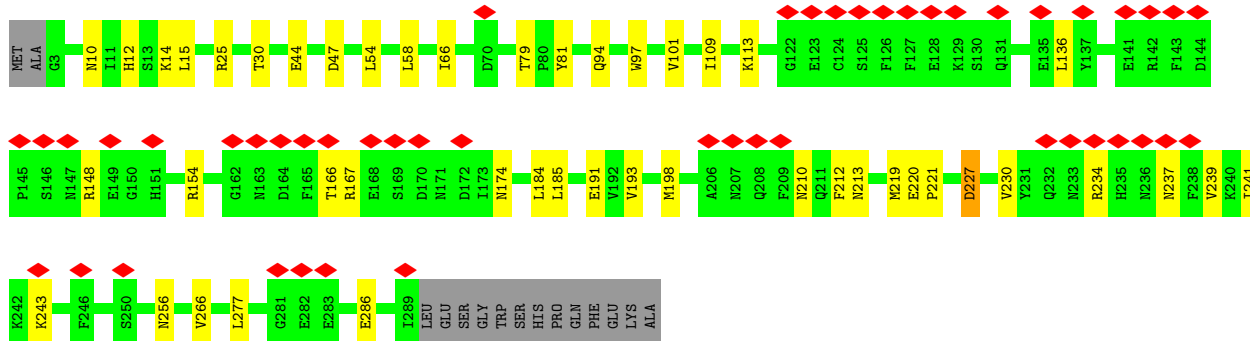 MET ALA G3 N10 I11 H12 S13 K14 L15 R25 T30 E44 D47 L54 L58 I66 D70 T79 P80 Y81 Q94 W97 V101 I109 K113 G122 E123 C124 S125 F126 F127 E128 K129 S130 Q131 E135 L136 Y137 E141 R142 F143 D144
P145 S146 N147 R148 E149 G150 H151 R154 G162 N163 D164 F165 T166 R167 E168 S169 D170 N171 D172 I173 N174 L184 L185 E191 V192 V193 M198 A206 N207 Q208 F209 N210 Q211 F212 N213 M219 E220 P221 D227 V230 Y231 Q232 N233 R234 H235 N236 N237 F238 V239 K240
K242 K243 F246 S250 N256 V266 L277 G281 E282 E283 E286 I289 LEU GLU SER GLY TRP SER HIS PRO GLN PHE GLU LYS ALA